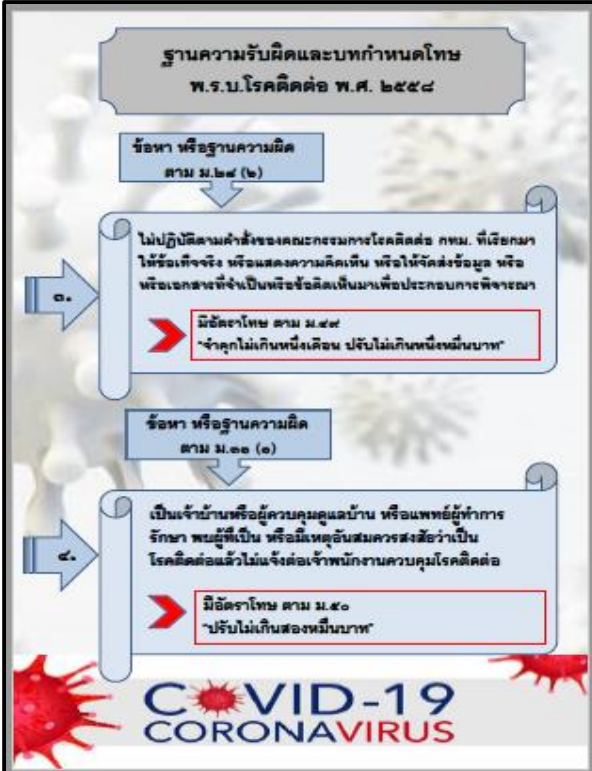 ฐานความรับผิดและบทกำหนดโทษ
พ.ร.บ.โรคติดต่อ พ.ศ. ๒๕๕๘
ข้อหา หรือฐานความผิด
ตาม ม.๒๘ (๖)
ไม่ปฏิบัติตามคำสั่งของคณะกรรมการโรคติดต่อ กทม. ที่เรียกมา
ให้ข้อเท็จจริง หรือแสดงความคิดเห็น หรือให้จัดส่งข้อมูล หรือ
หรือเอกสารที่จำเป็นหรือข้อคิดเห็นมาเพื่อประกอบการพิจารณา
๓.
มีอัตราโทษ ตาม ม.๔๙
"จำคุกไม่เกินหนึ่งเดือน ปรับไม่เกินหนึ่งหมื่นบาท"
ข้อหา หรือฐานความผิด
ตาม ม.๓๑ (๑)
เป็นเจ้าบ้านหรือผู้ควบคุมดูแลบ้าน หรือแพทย์ผู้ทำการ
รักษา พบผู้ที่เป็น หรือมีเหตุอันสมควรสงสัยว่าเป็น
โรคติดต่อแล้วไม่แจ้งต่อเจ้าพนักงานควบคุมโรคติดต่อ
๔.
มีอัตราโทษ ตาม ม.๕๐
"ปรับไม่เกินสองหมื่นบาท"
COVID-19
CORONAVIRUS